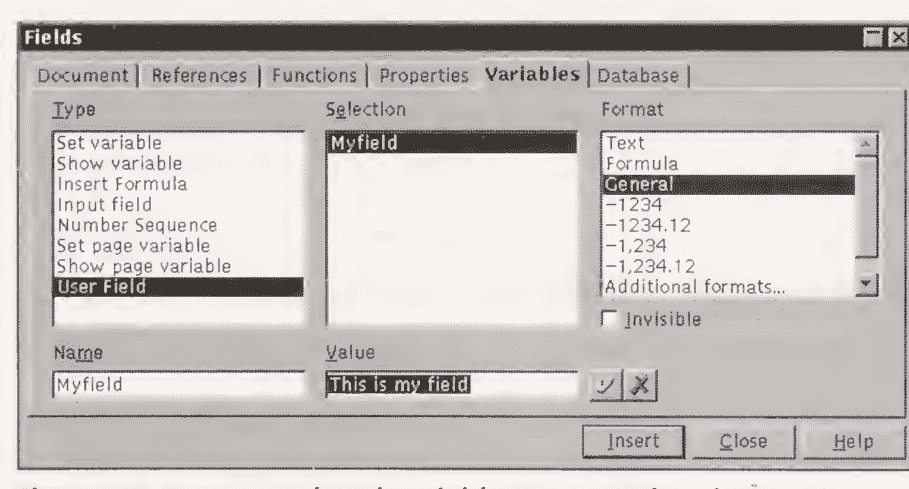 Fields
Document References Functions Properties Variables Database
Type
Set variable
Show variable
Insert Formula
Input field
Number Sequence
Set page variable
Show page variable
User Field
Selection
Myfield
Format
Text
Formula
General
-1234
-1234.12
-1,234
-1,234.12
Additional formats...
Invisible
Name
Myfield
Value
This is my field
Insert Close Help